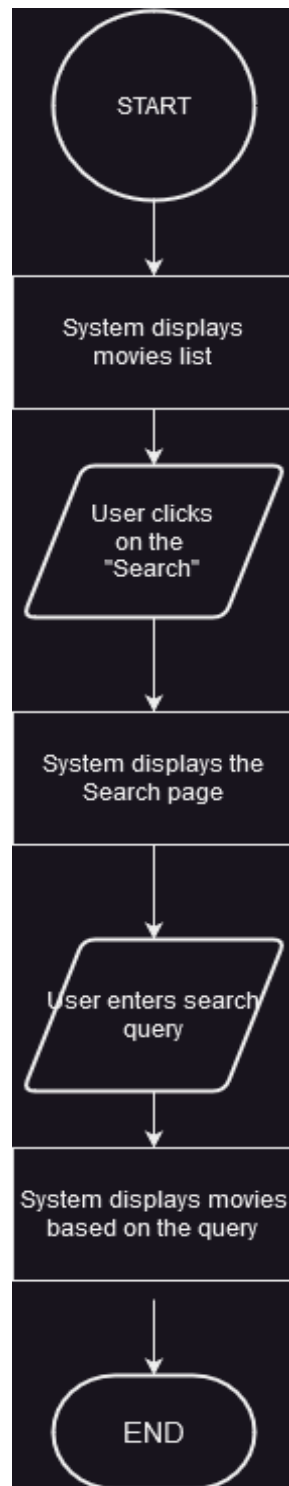 START
System displays
movies list
User clicks
on the
"Search"
System displays the
Search page
User enters search
query
System displays movies
based on the query
END